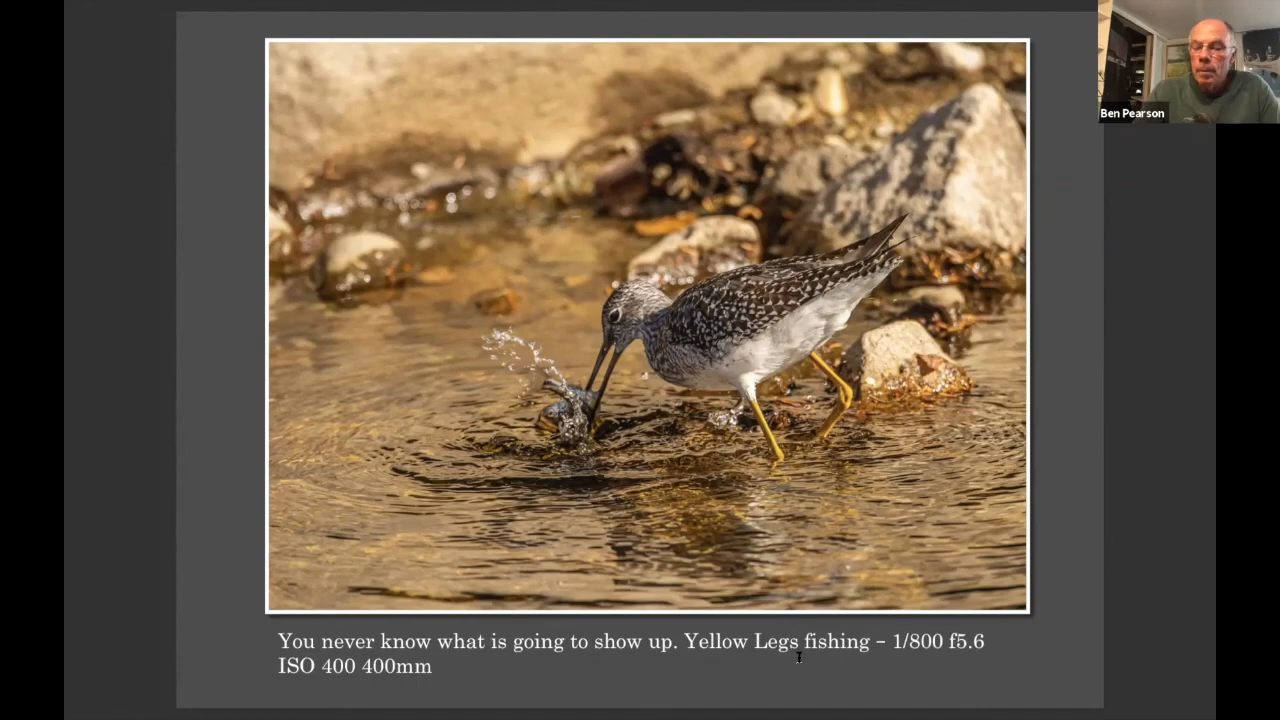 Ben Pearson
You never know what is going to show up. Yellow Legs fishing – 1/800 f5.6
ISO 400 400mm